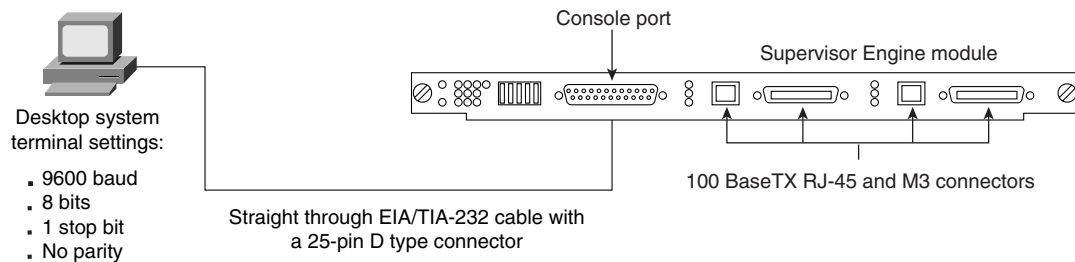 Console port
Supervisor Engine module
Desktop system
terminal settings:
. 9600 baud
. 8 bits
. 1 stop bit
. No parity
100 BaseTX RJ-45 and M3 connectors
Straight through EIA/TIA-232 cable with
a 25-pin D type connector